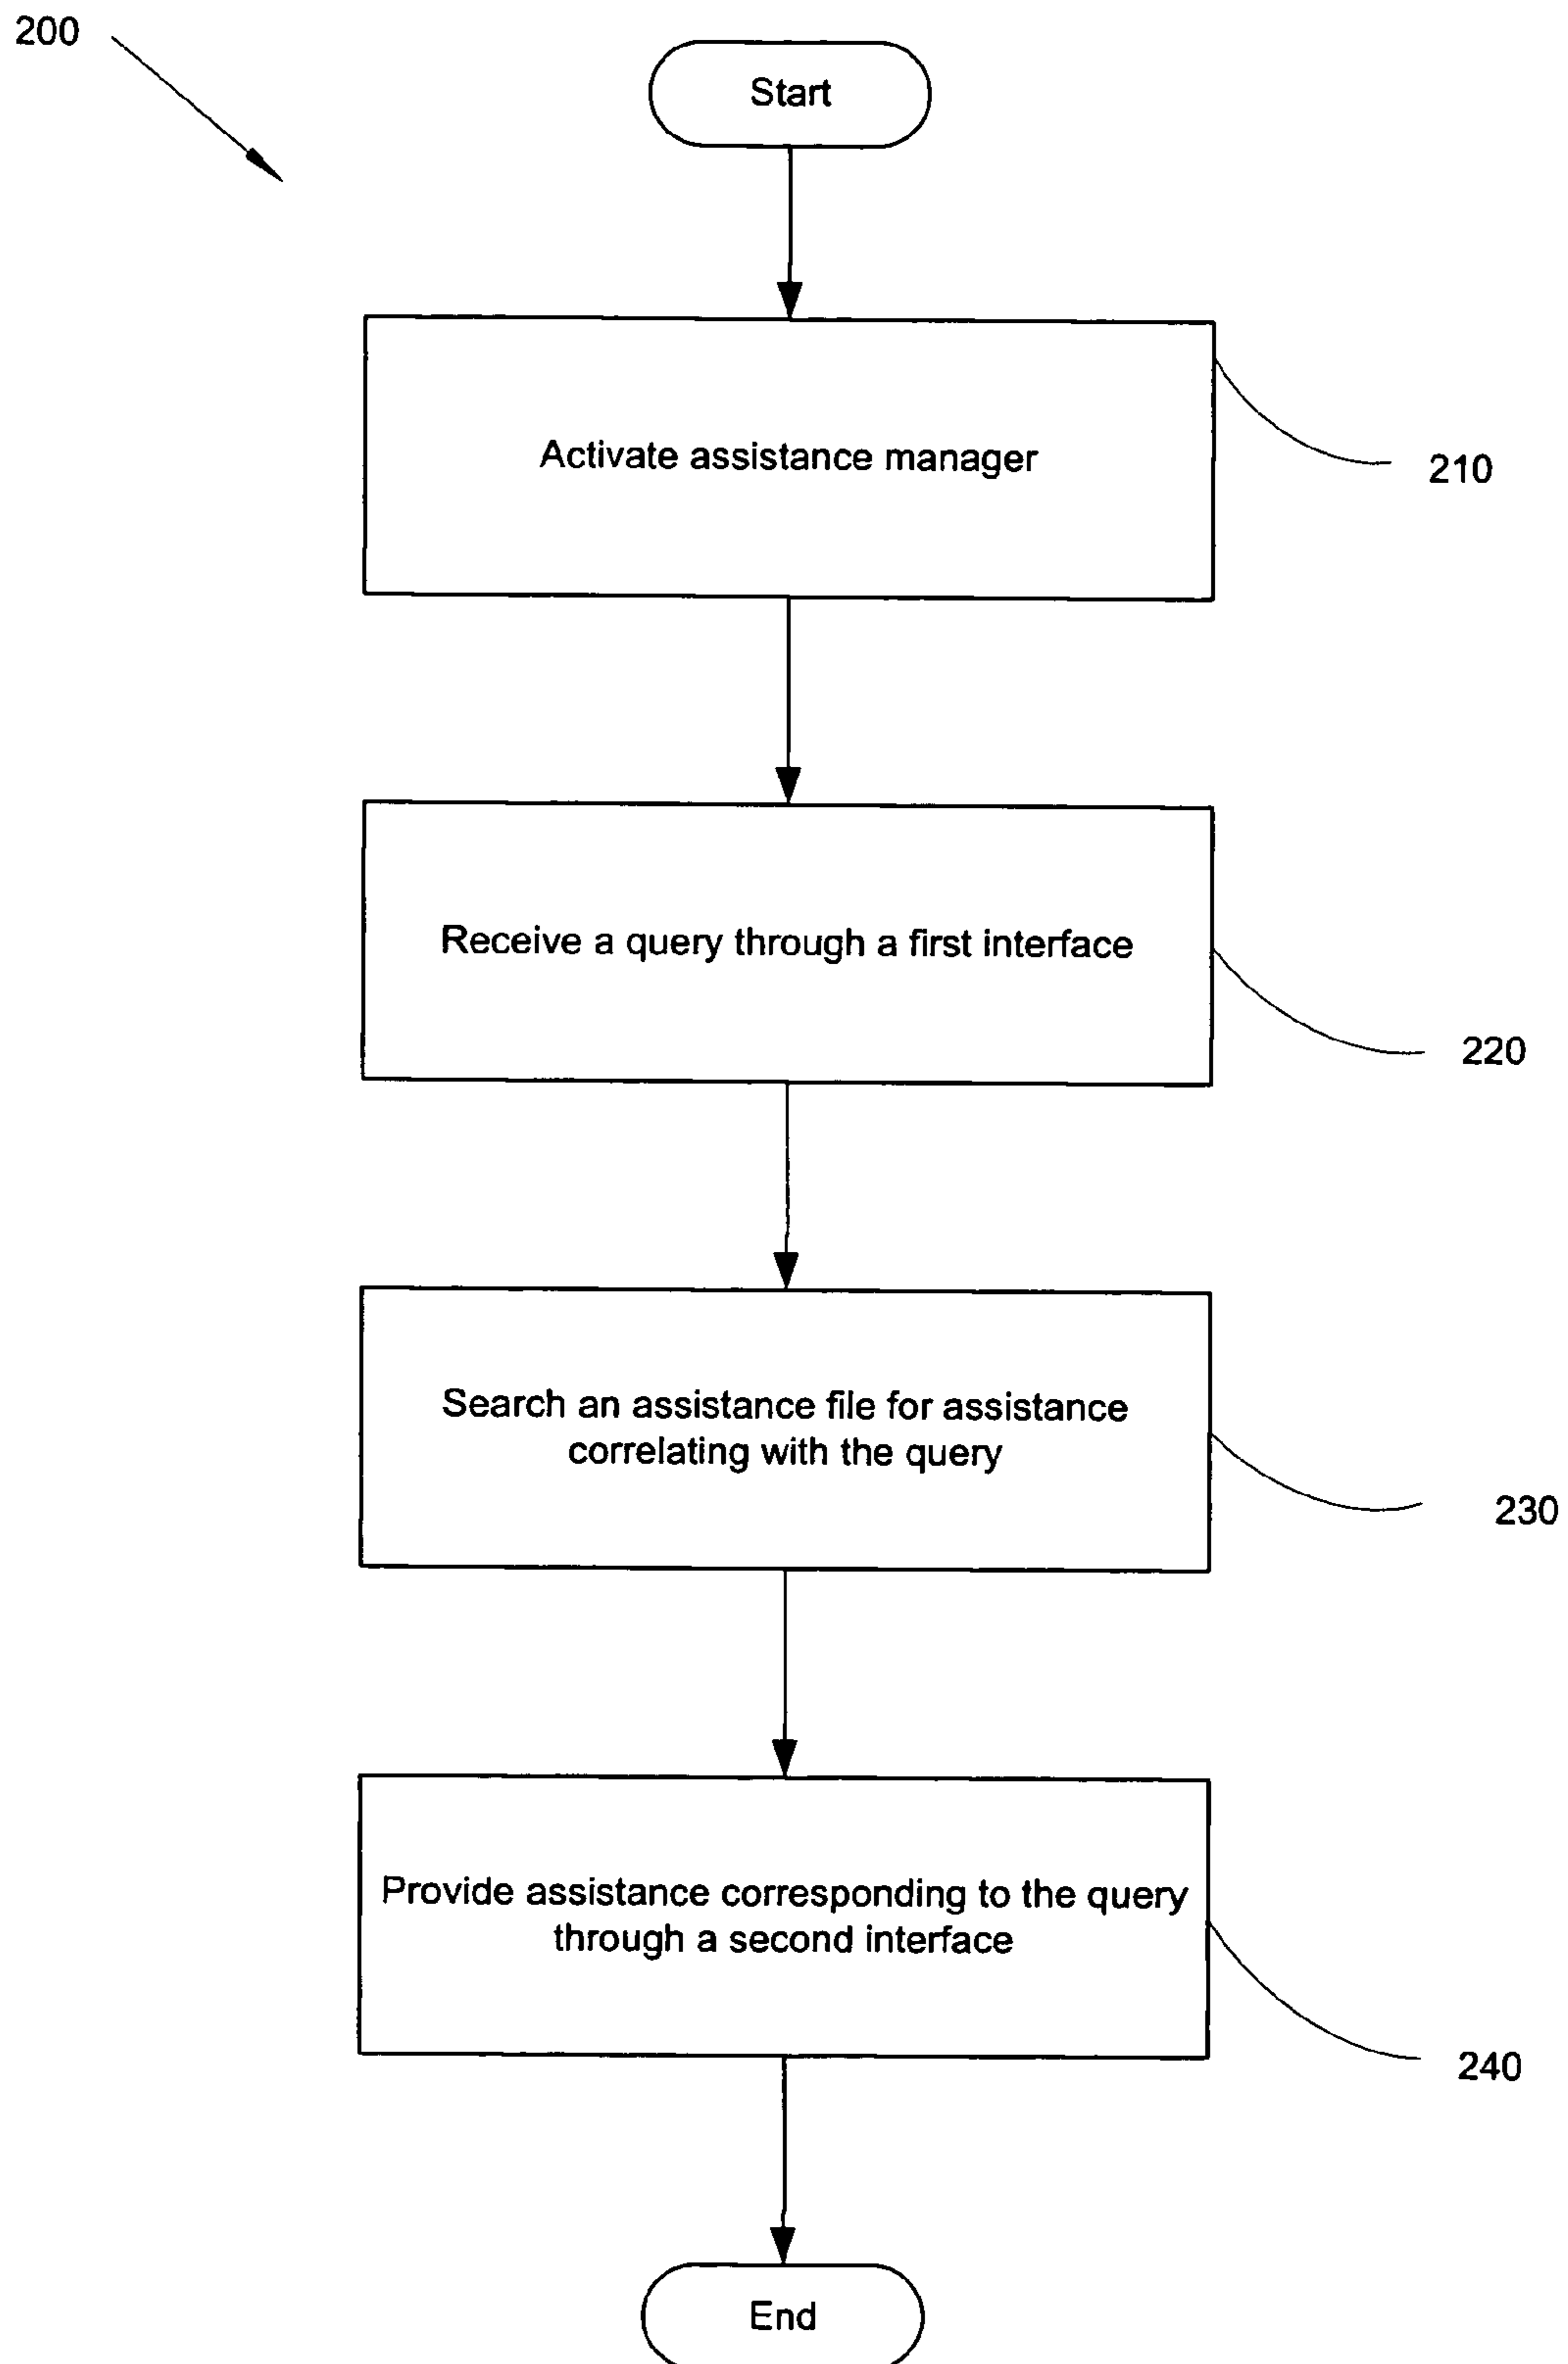 200
Start
Activate assistance manager
210
Receive a query through a first interface
220
Search an assistance file for assistance
correlating with the query
230
Provide assistance corresponding to the query
through a second interface
240
End